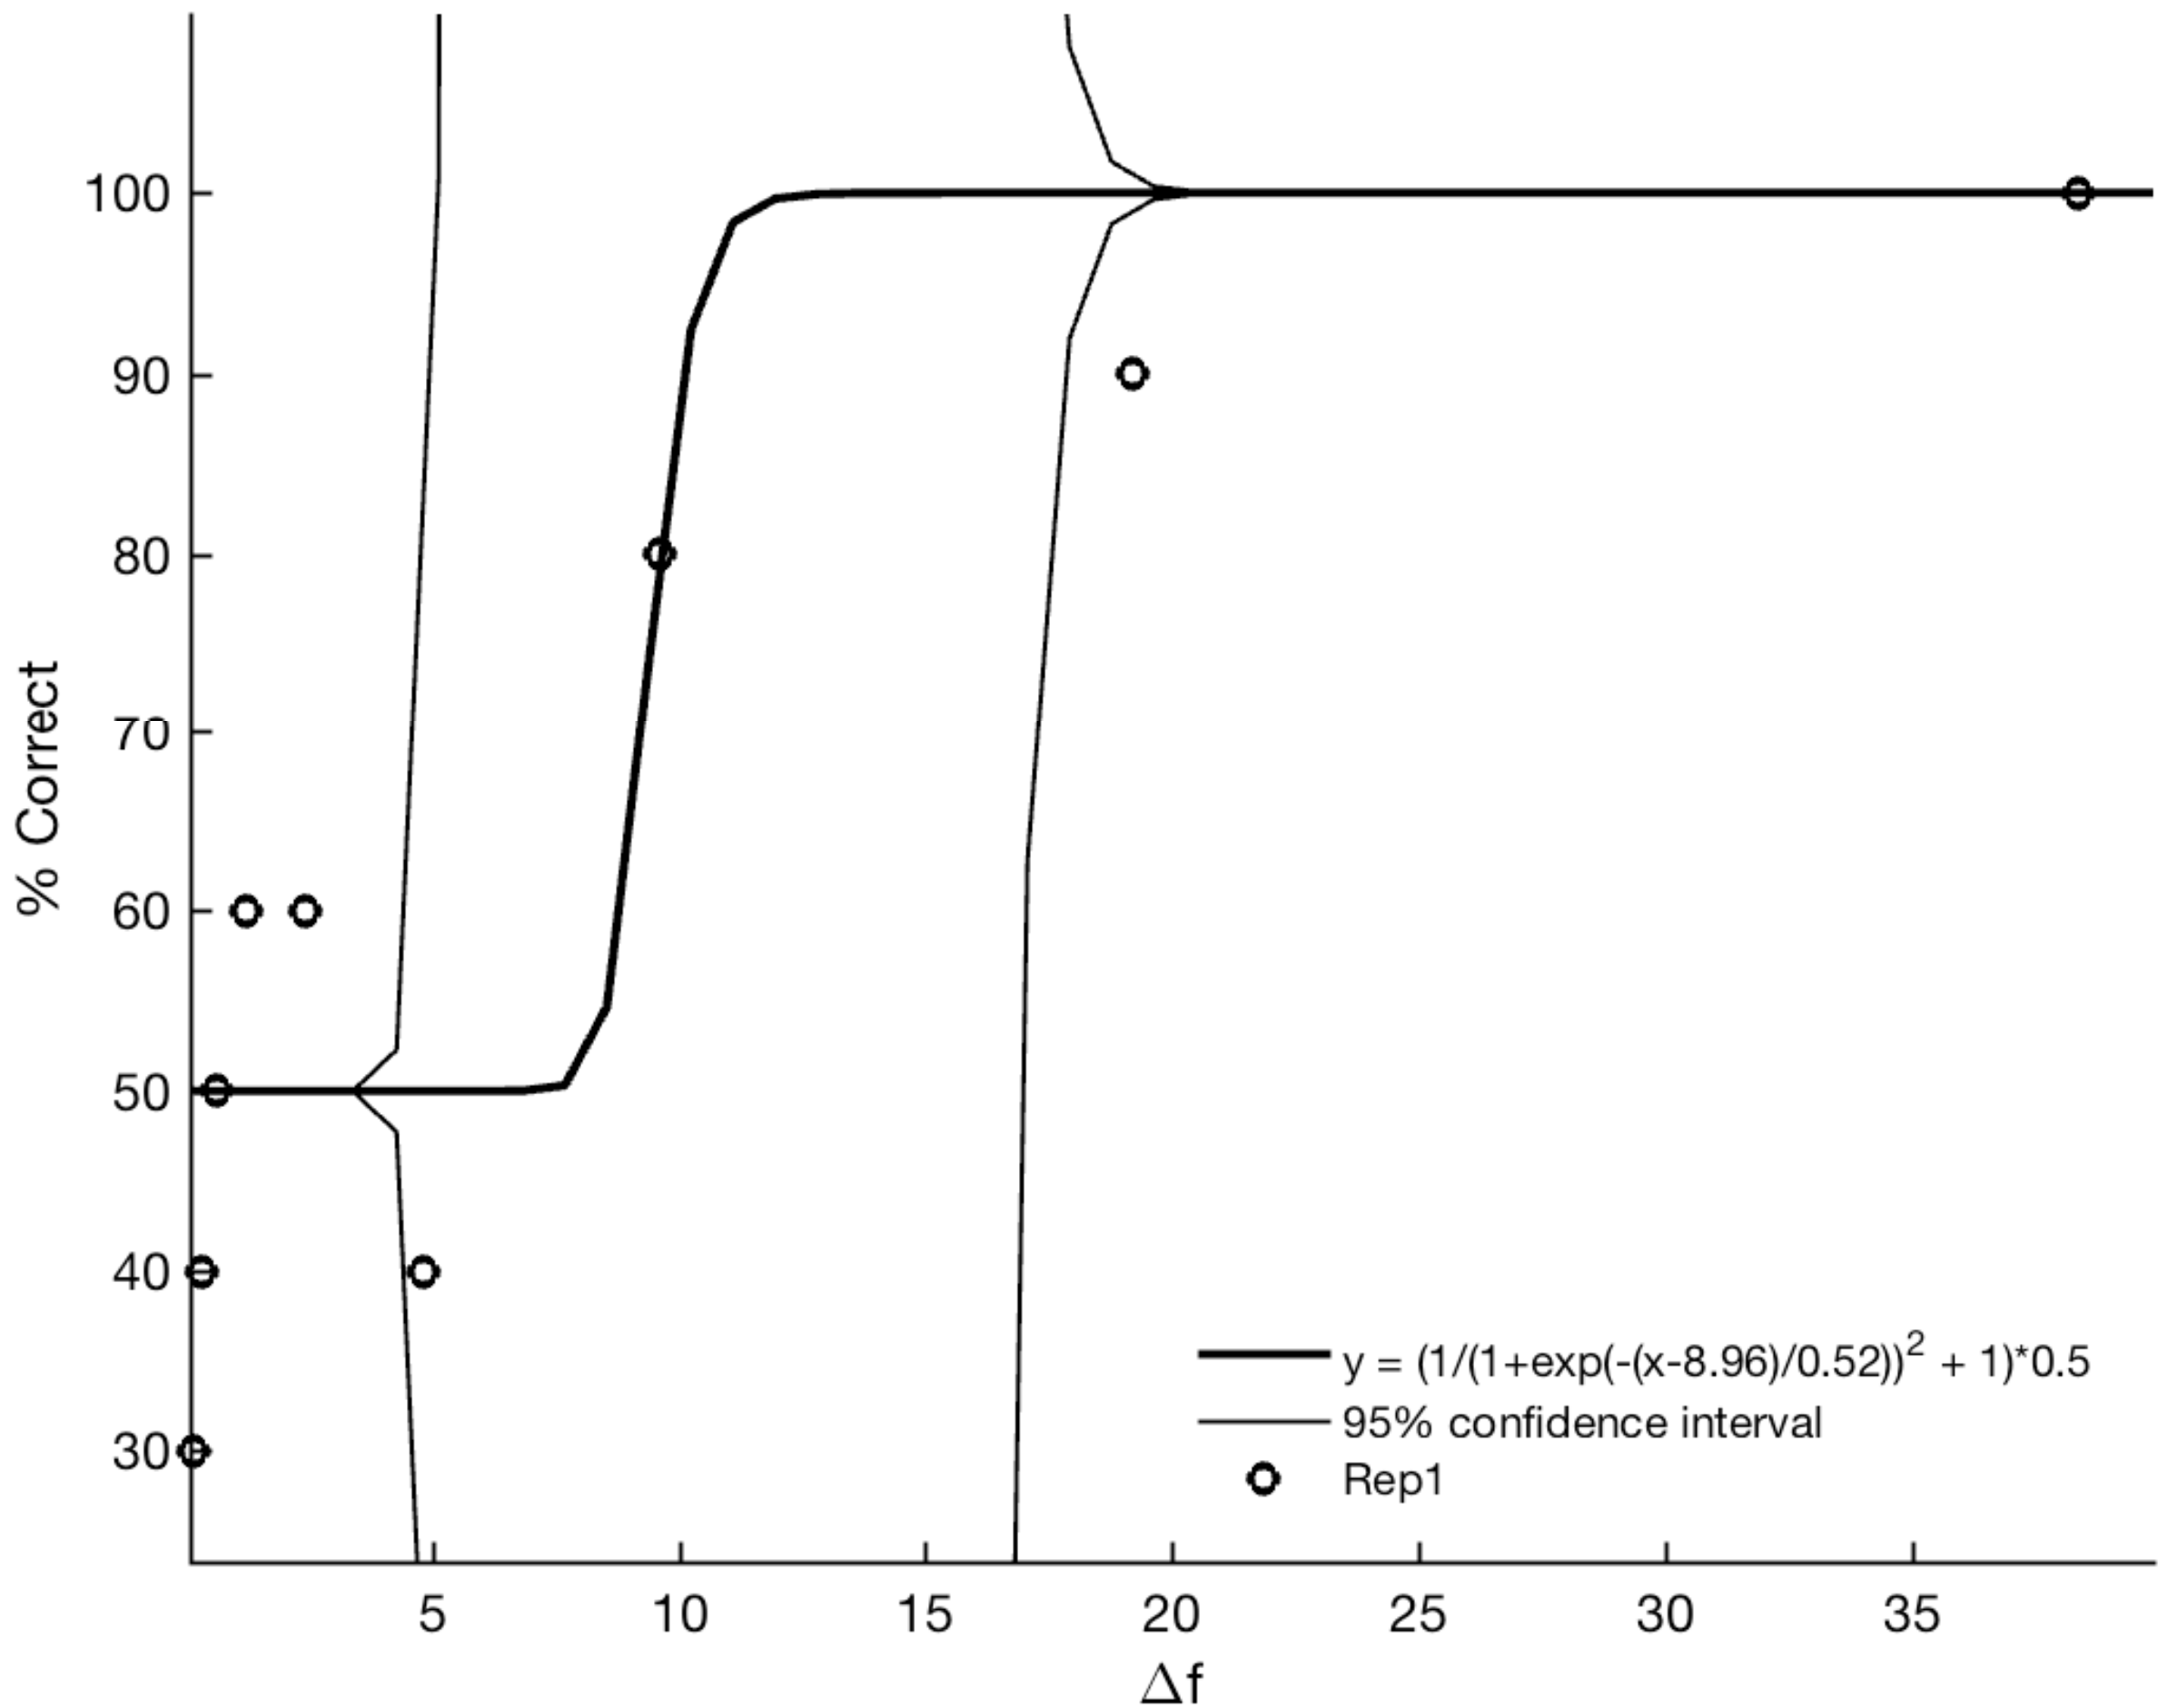 % Correct
100
90
80
70
60
50
40
30
5 10 15 20 25 30 35
Δf
y = (1/(1+exp(-(x-8.96)/0.52))² + 1)*0.5
95% confidence interval
Rep1